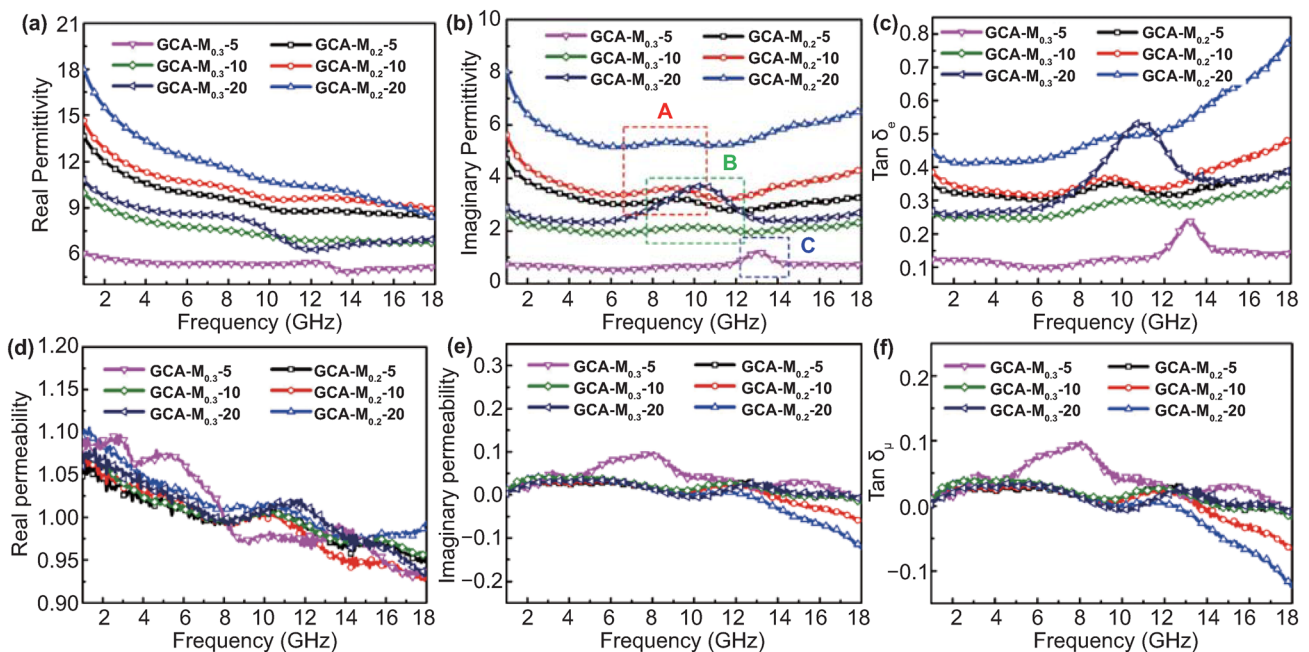 (a)
21
18
15
12
9
6
Real Permittivity
GCA-M0.3-5 GCA-M0.2-5
GCA-M0.3-10 GCA-M0.2-10
GCA-M0.3-20 GCA-M0.2-20
2 4 6 8 10 12 14 16 18
Frequency (GHz)
(b)
10
8
6
4
2
0
Imaginary Permittivity
GCA-M0.3-5 GCA-M0.2-5
GCA-M0.3-10 GCA-M0.2-10
GCA-M0.3-20 GCA-M0.2-20
A
B
C
2 4 6 8 10 12 14 16 18
Frequency (GHz)
(c)
0.8
0.7
0.6
0.5
0.4
0.3
0.2
0.1
Tan δe
GCA-M0.3-5 GCA-M0.2-5
GCA-M0.3-10 GCA-M0.2-10
GCA-M0.3-20 GCA-M0.2-20
2 4 6 8 10 12 14 16 18
Frequency (GHz)
(d)
1.20
1.15
1.10
1.05
1.00
0.95
0.90
Real permeability
GCA-M0.3-5 GCA-M0.2-5
GCA-M0.3-10 GCA-M0.2-10
GCA-M0.3-20 GCA-M0.2-20
2 4 6 8 10 12 14 16 18
Frequency (GHz)
(e)
0.3
0.2
0.1
0.0
−0.1
−0.2
Imaginary permeability
GCA-M0.3-5 GCA-M0.2-5
GCA-M0.3-10 GCA-M0.2-10
GCA-M0.3-20 GCA-M0.2-20
2 4 6 8 10 12 14 16 18
Frequency (GHz)
(f)
0.2
0.1
0.0
−0.1
Tan δμ
GCA-M0.3-5 GCA-M0.2-5
GCA-M0.3-10 GCA-M0.2-10
GCA-M0.3-20 GCA-M0.2-20
2 4 6 8 10 12 14 16 18
Frequency (GHz)